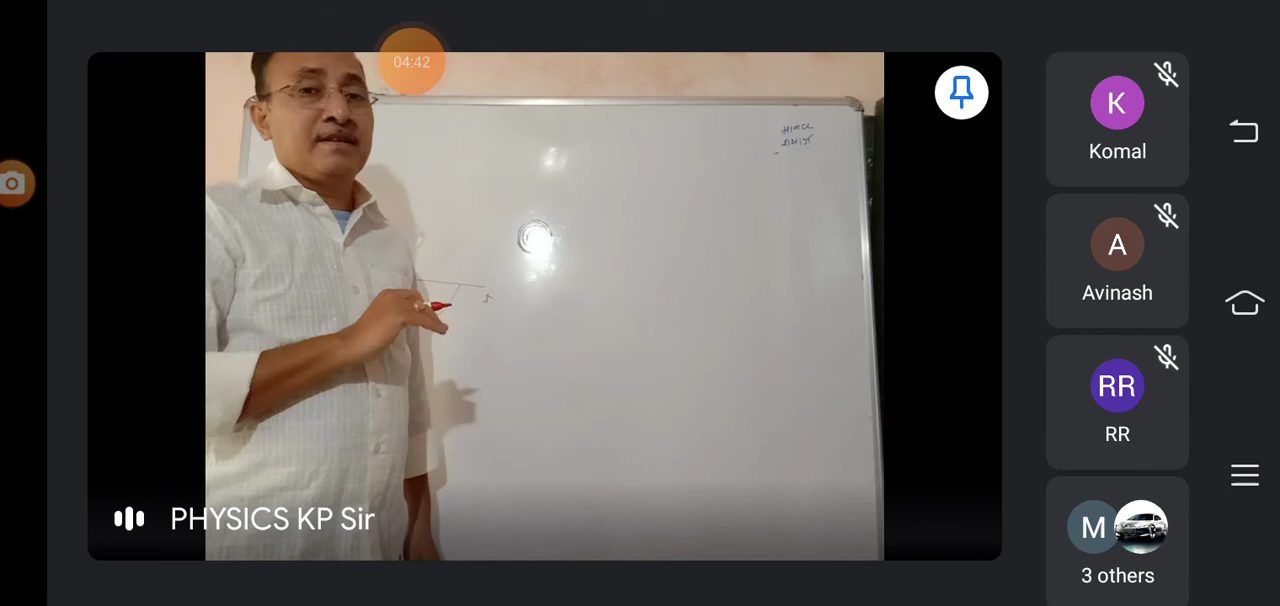 04:42
K
Komal
A
Avinash
RR
RR
M
3 others
PHYSICS KP Sir